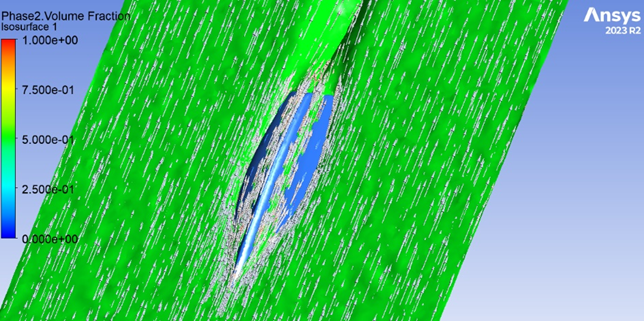 Phase2.Volume Fraction
Isosurface 1
1.000e+00
7.500e-01
5.000e-01
2.500e-01
0.000e+00
Ansys
2023 R2